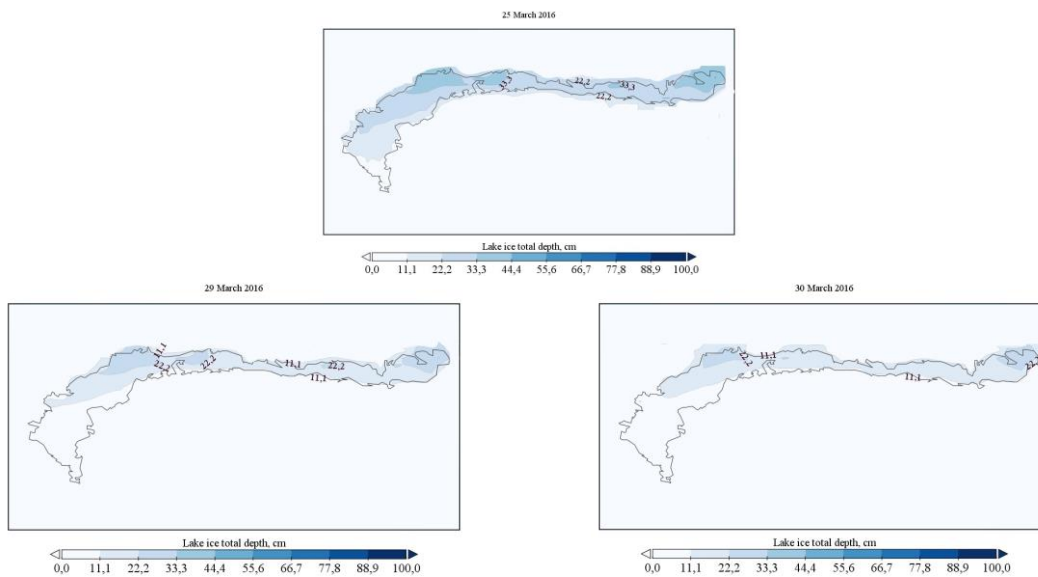 25 March 2016
22,2
33,3
33,3
22,2
Lake ice total depth, cm
0,0 11,1 22,2 33,3 44,4 55,6 66,7 77,8 88,9 100,0
29 March 2016
11,1
22,2
22,2
11,1
22,2
11,1
Lake ice total depth, cm
0,0 11,1 22,2 33,3 44,4 55,6 66,7 77,8 88,9 100,0
30 March 2016
22,2
11,1
11,1
22,2
Lake ice total depth, cm
0,0 11,1 22,2 33,3 44,4 55,6 66,7 77,8 88,9 100,0